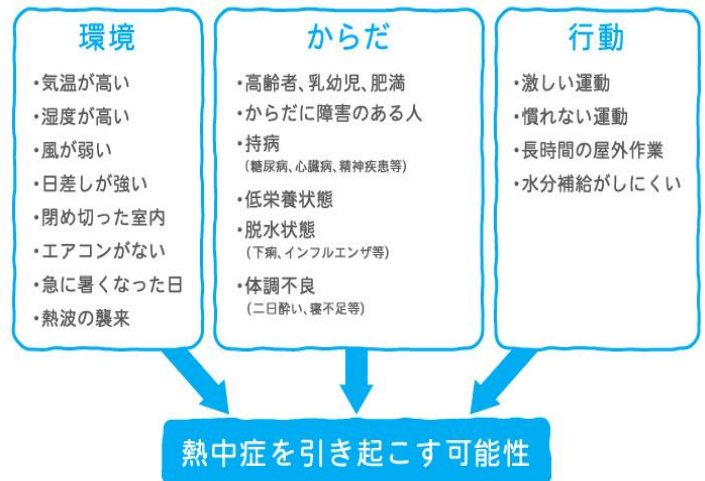 環境
・気温が高い
・湿度が高い
・風が弱い
・日差しが強い
・閉め切った室内
・エアコンがない
・急に暑くなった日
・熱波の襲来
からだ
・高齢者、乳幼児、肥満
・からだに障害のある人
・持病
(糖尿病、心臓病、精神疾患等)
・低栄養状態
・脱水状態
(下痢、インフルエンザ等)
・体調不良
(二日酔い、寝不足等)
行動
・激しい運動
・慣れない運動
・長時間の屋外作業
・水分補給がしにくい
熱中症を引き起こす可能性